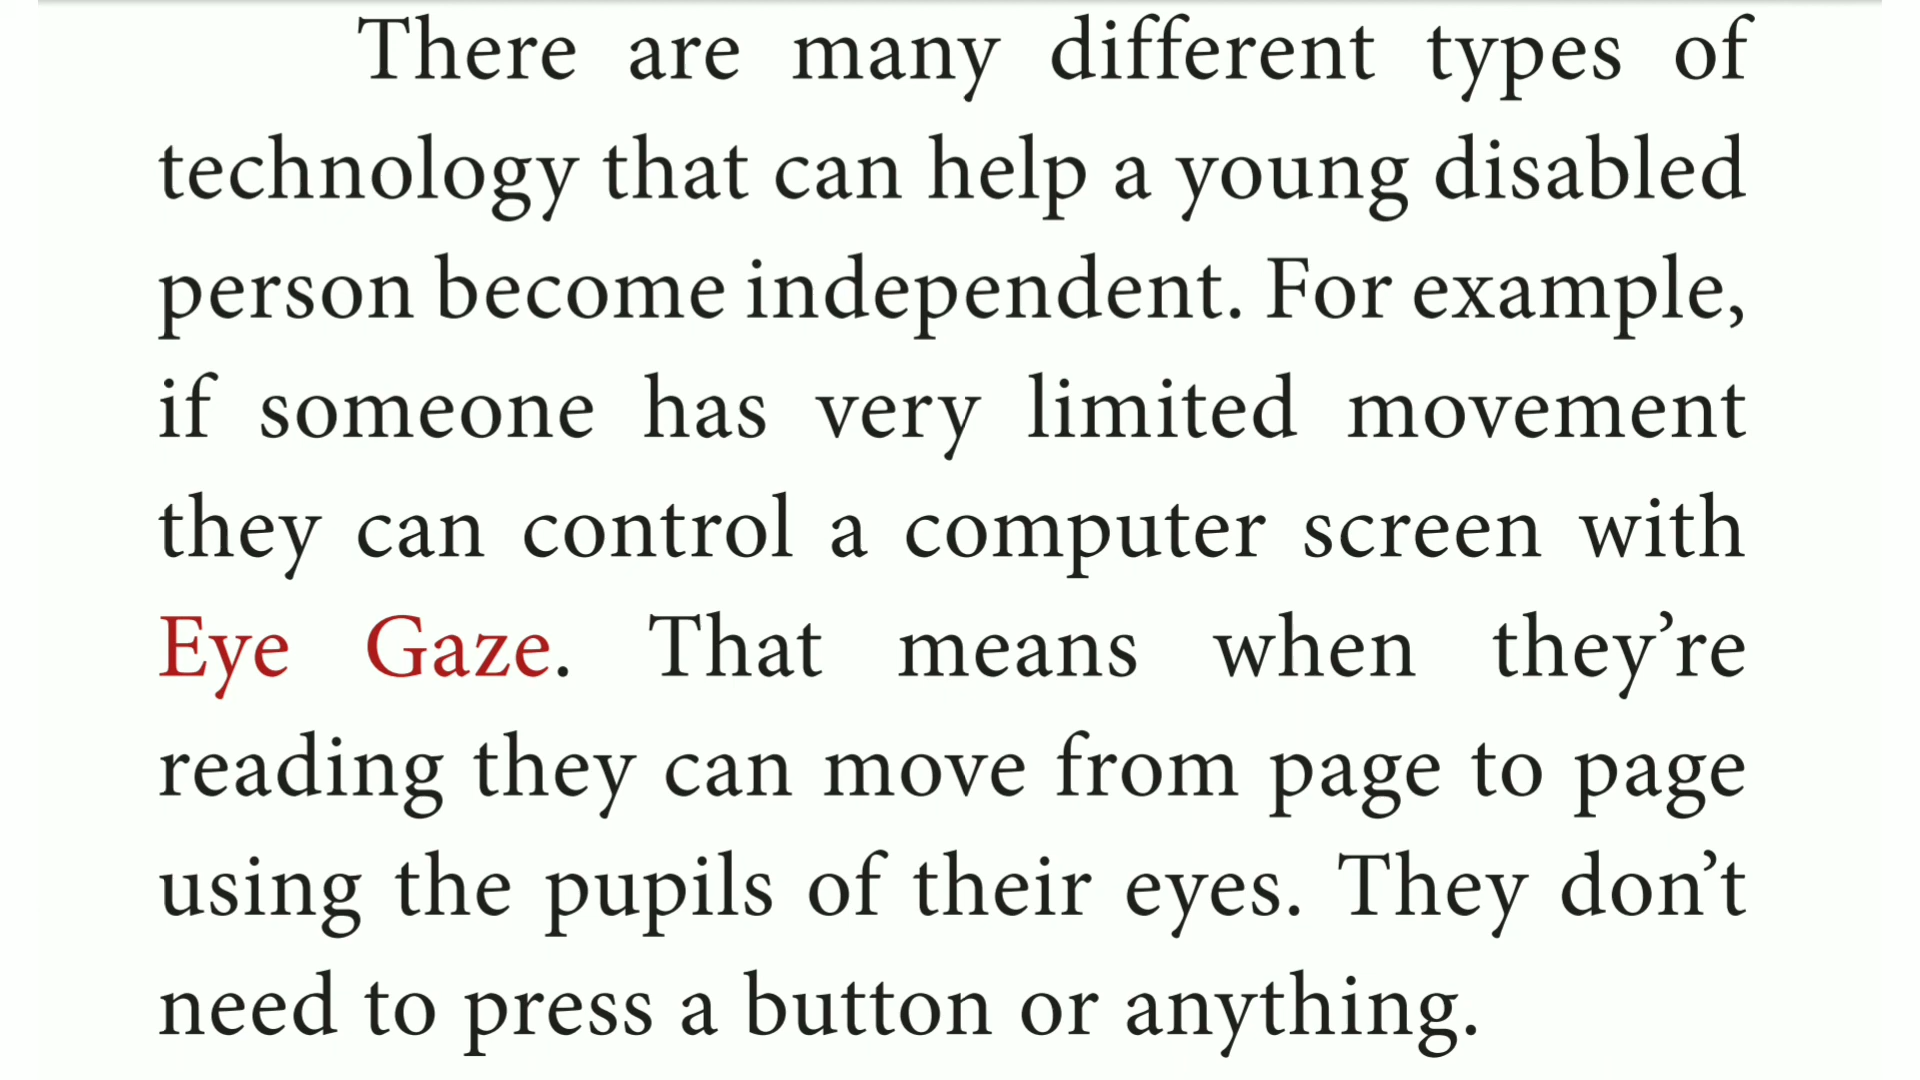 There are many different types of
technology that can help a young disabled
person become independent. For example,
if someone has very limited movement
they can control a computer screen with
Eye Gaze. That means when they’re
reading they can move from page to page
using the pupils of their eyes. They don’t
need to press a button or anything.